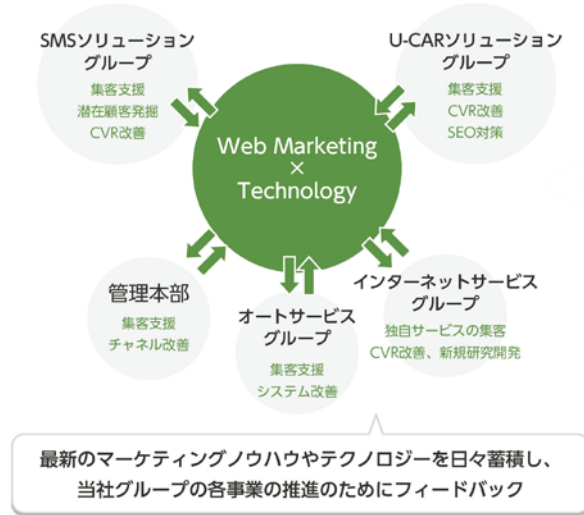 SMSソリューション
グループ
集客支援
潜在顧客発掘
CVR改善
U-CARソリューション
グループ
集客支援
CVR改善
SEO対策
Web Marketing
×
Technology
管理本部
集客支援
チャネル改善
オートサービス
グループ
集客支援
システム改善
インターネットサービス
グループ
独自サービスの集客
CVR改善、新規研究開発
最新のマーケティングノウハウやテクノロジーを日々蓄積し、
当社グループの各事業の推進のためにフィードバック